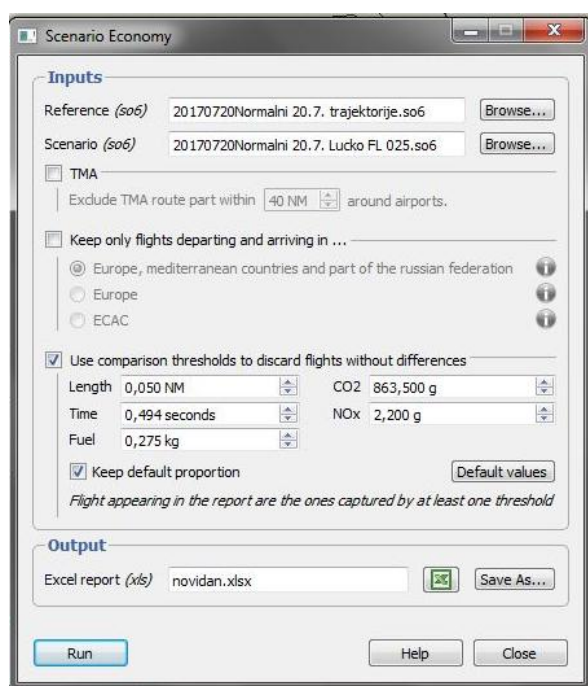 Scenario Economy
Inputs
Reference (so6) 20170720Normalni 20.7. trajektorije.so6 Browse...
Scenario (so6) 20170720Normalni 20.7. Lucko FL 025.so6 Browse...
TMA
Exclude TMA route part within 40 NM around airports.
Keep only flights departing and arriving in ...
Europe, mediterranean countries and part of the russian federation
Europe
ECAC
Use comparison thresholds to discard flights without differences
Length 0,050 NM CO2 863,500 g
Time 0,494 seconds NOx 2,200 g
Fuel 0,275 kg
Keep default proportion Default values
Flight appearing in the report are the ones captured by at least one threshold
Output
Excel report (xls) novidan.xlsx Save As...
Run Help Close